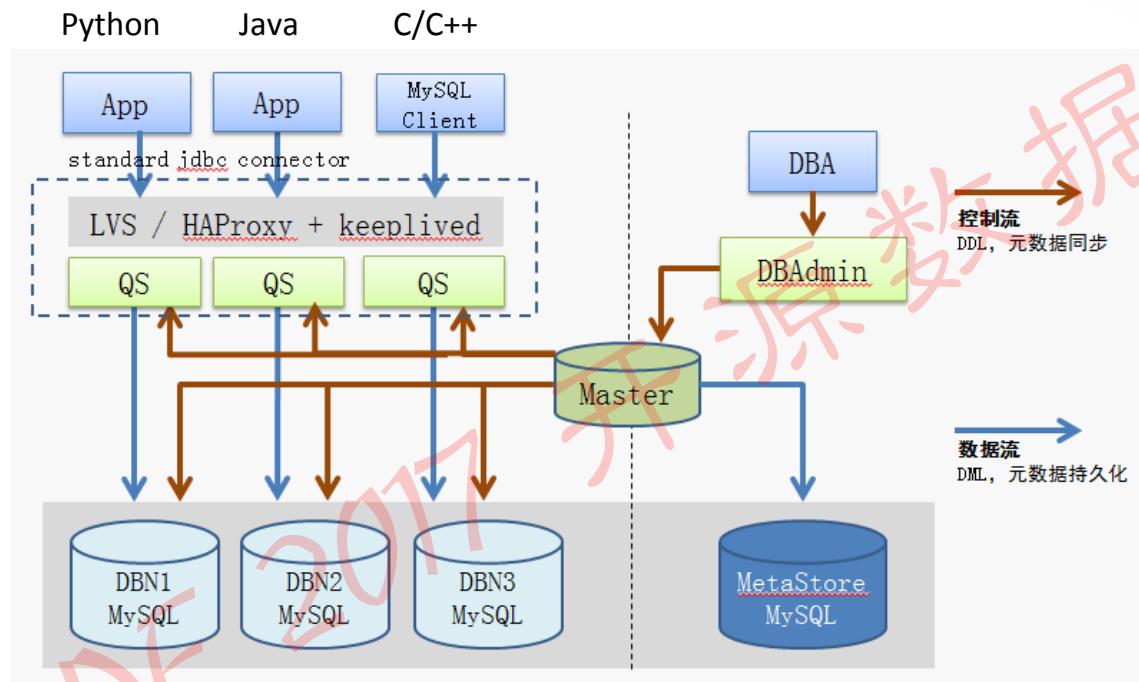 Python Java C/C++
App App MySQL
Client
standard jdbc connector
LVS / HAProxy + keeplived
QS QS QS
DBA
DBAdmin
Master
控制流
DDL, 元数据同步
数据流
DML, 元数据持久化
DBN1
MySQL
DBN2
MySQL
DBN3
MySQL
MetaStore
MySQL
2017 开源数据